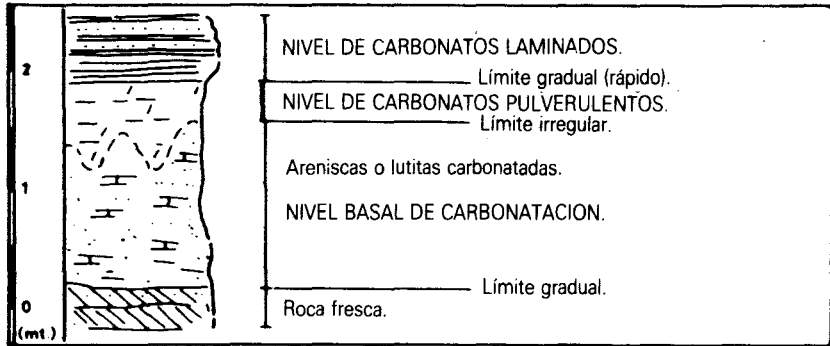 NIVEL DE CARBONATOS LAMINADOS.
2
Límite gradual (rápido).
NIVEL DE CARBONATOS PULVERULENTOS.
Límite irregular.
Areniscas o lutitas carbonatadas.
1
NIVEL BASAL DE CARBONATACION.
Límite gradual.
0
Roca fresca.
(mt.)